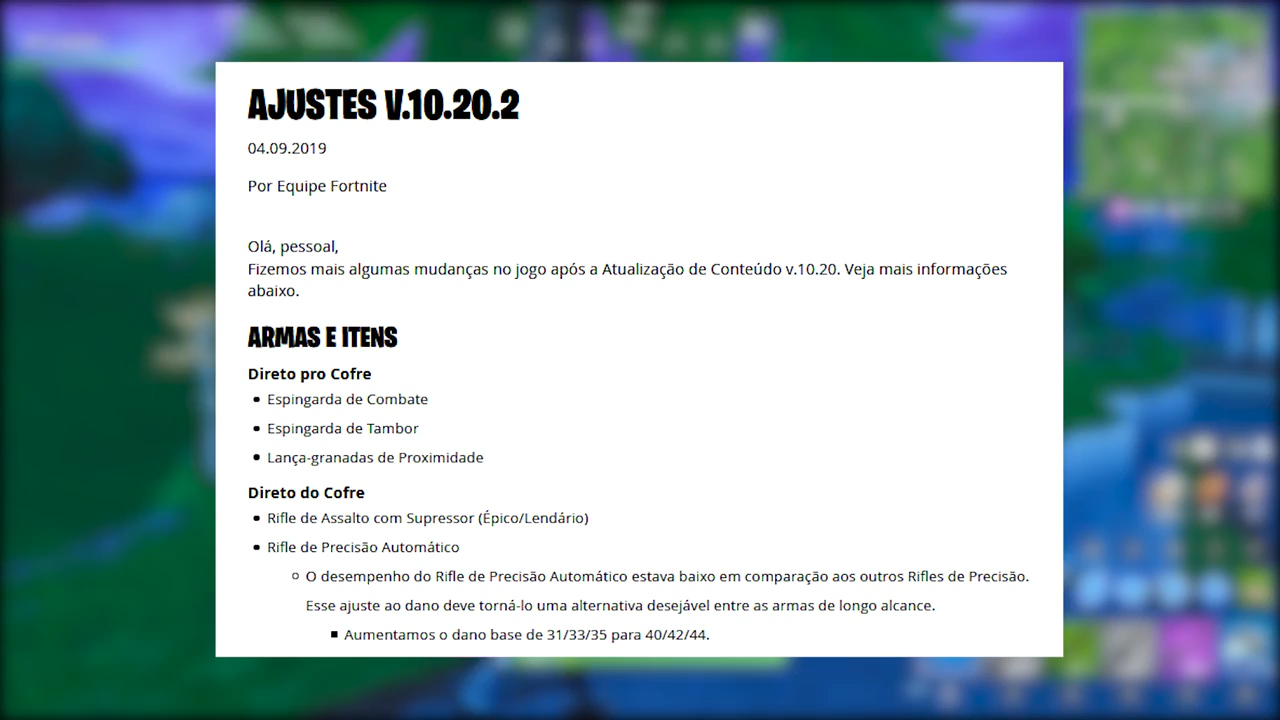 AJUSTES V.10.20.2
04.09.2019
Por Equipe Fortnite
Olá, pessoal,
Fizemos mais algumas mudanças no jogo após a Atualização de Conteúdo v.10.20. Veja mais informações
abaixo.
ARMAS E ITENS
Direto pro Cofre
• Espingarda de Combate
• Espingarda de Tambor
• Lança-granadas de Proximidade
Direto do Cofre
• Rifle de Assalto com Supressor (Épico/Lendário)
• Rifle de Precisão Automático
○ O desempenho do Rifle de Precisão Automático estava baixo em comparação aos outros Rifles de Precisão.
Esse ajuste ao dano deve torná-lo uma alternativa desejável entre as armas de longo alcance.
■ Aumentamos o dano base de 31/33/35 para 40/42/44.